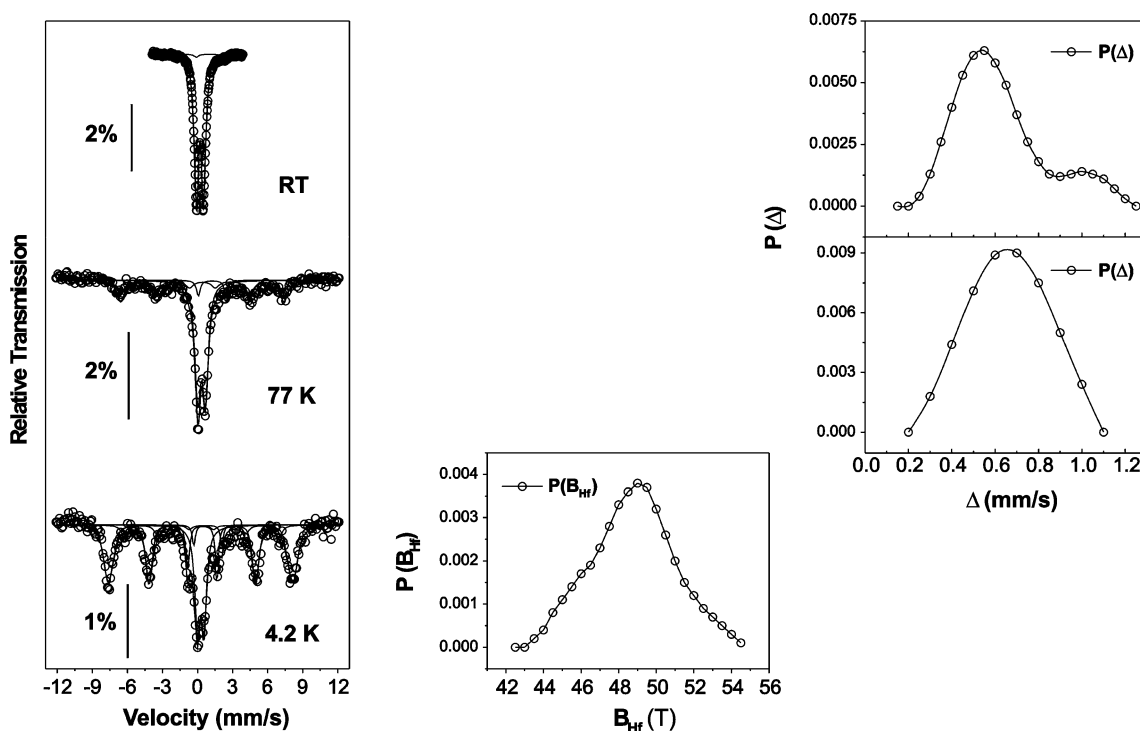 Relative Transmission
2%
RT
2%
77 K
1%
4.2 K
-12 -9 -6 -3 0 3 6 9 12
Velocity (mm/s)
0.004
0.003
0.002
0.001
0.000
P(B_Hf)
P (B_Hf)
42 44 46 48 50 52 54 56
B_Hf (T)
0.0075
0.0050
0.0025
0.0000
P(Δ)
P (Δ)
0.009
0.006
0.003
0.000
P(Δ)
0.0 0.2 0.4 0.6 0.8 1.0 1.2
Δ (mm/s)